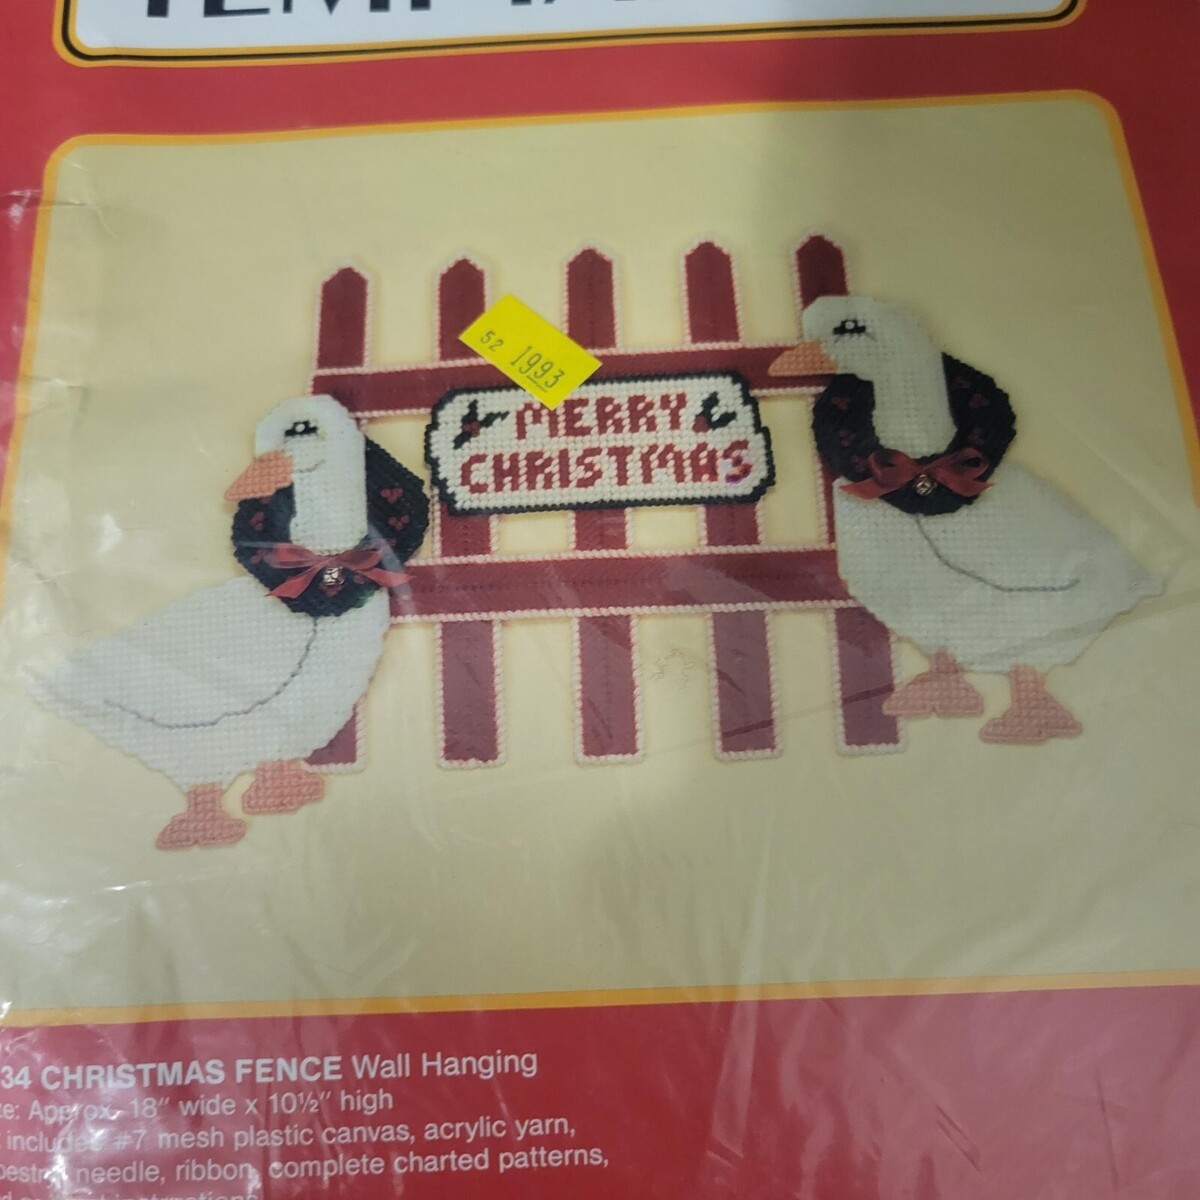 52 1993
MERRY
CHRISTMAS
34 CHRISTMAS FENCE Wall Hanging
Approx. 18" wide x 10½" high
includes #7 mesh plastic canvas, acrylic yarn,
needle, ribbon, complete charted patterns,